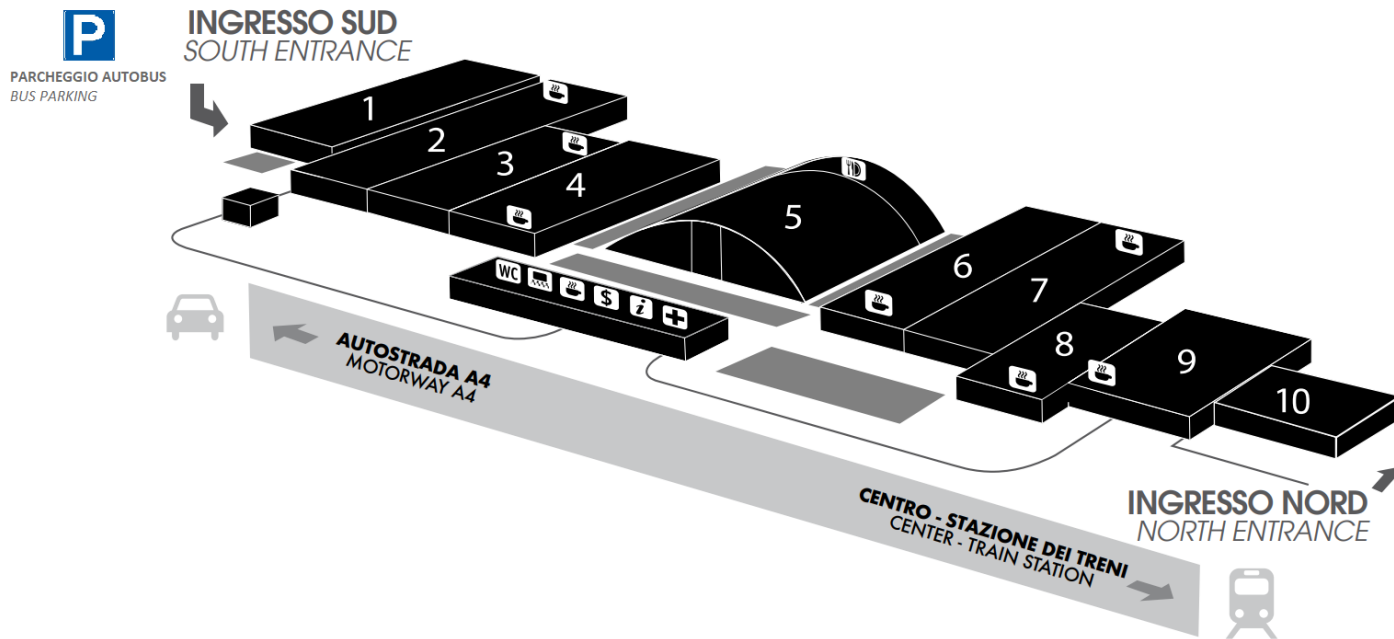 P
PARCHEGGIO AUTOBUS
BUS PARKING
INGRESSO SUD
SOUTH ENTRANCE
1
2
3
4
5
6
7
8
9
10
WC
$
i
AUTOSTRADA A4
MOTORWAY A4
CENTRO - STAZIONE DEI TRENI
CENTER - TRAIN STATION
INGRESSO NORD
NORTH ENTRANCE